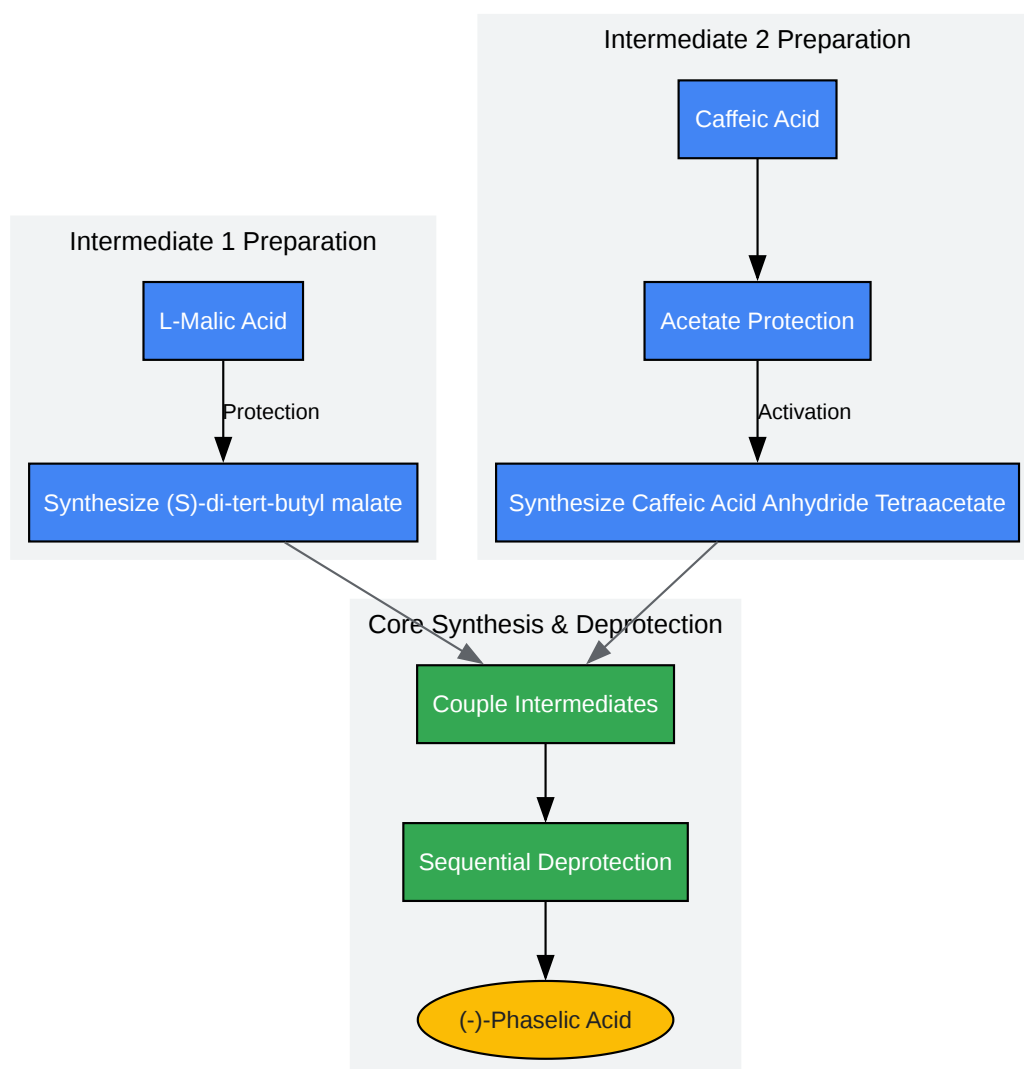 Intermediate 2 Preparation
Caffeic Acid
Intermediate 1 Preparation
L-Malic Acid
Acetate Protection
Protection
Activation
Synthesize (S)-di-tert-butyl malate
Synthesize Caffeic Acid Anhydride Tetraacetate
Core Synthesis & Deprotection
Couple Intermediates
Sequential Deprotection
(-)-Phaselic Acid